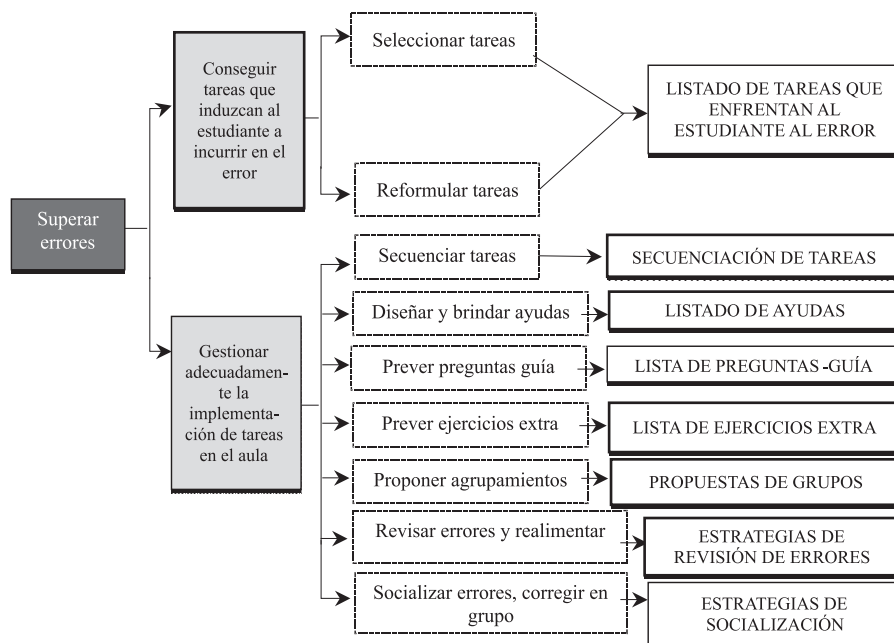 Superar
errores
Conseguir
tareas que
induzcan al
estudiante a
incurrir en el
error
Seleccionar tareas
Reformular tareas
LISTADO DE TAREAS QUE
ENFRENTAN AL
ESTUDIANTE AL ERROR
Gestionar
adecuadamen-
te la
implementa-
ción de tareas
en el aula
Secuenciar tareas
SECUENCIACIÓN DE TAREAS
Diseñar y brindar ayudas
LISTADO DE AYUDAS
Prever preguntas guía
LISTA DE PREGUNTAS -GUÍA
Prever ejercicios extra
LISTA DE EJERCICIOS EXTRA
Proponer agrupamientos
PROPUESTAS DE GRUPOS
Revisar errores y realimentar
ESTRATEGIAS DE
REVISIÓN DE ERRORES
Socializar errores, corregir en
grupo
ESTRATEGIAS DE
SOCIALIZACIÓN